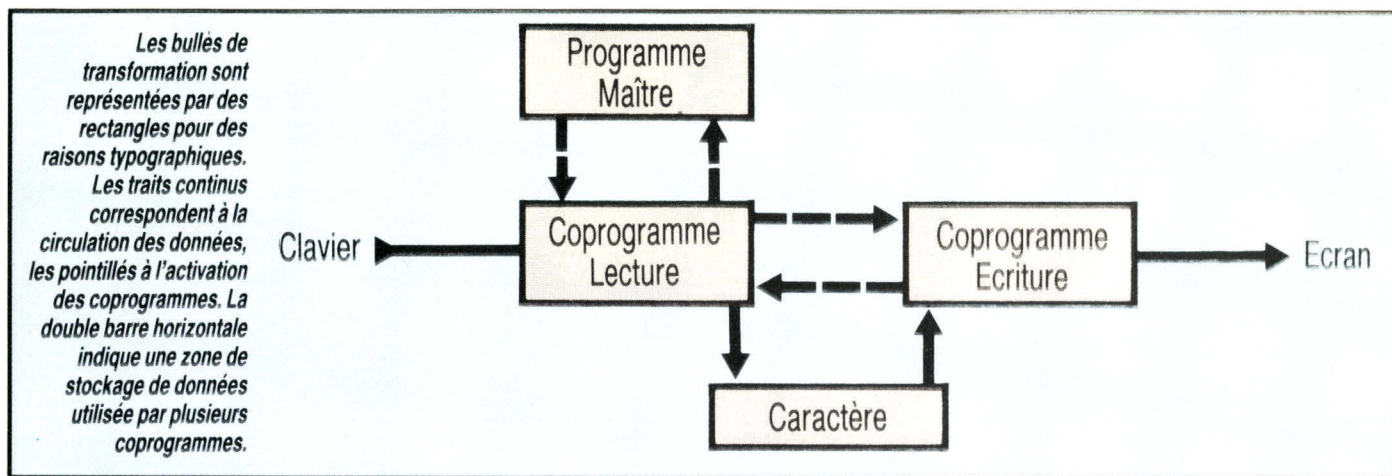 Les bulles de
transformation sont
représentées par des
rectangles pour des
raisons typographiques.
Les traits continus
correspondent à la
circulation des données,
les pointillés à l'activation
des coprogrammes. La
double barre horizontale
indique une zone de
stockage de données
utilisée par plusieurs
coprogrammes.
Programme
Maître
Clavier
Coprogramme
Lecture
Coprogramme
Ecriture
Ecran
Caractère